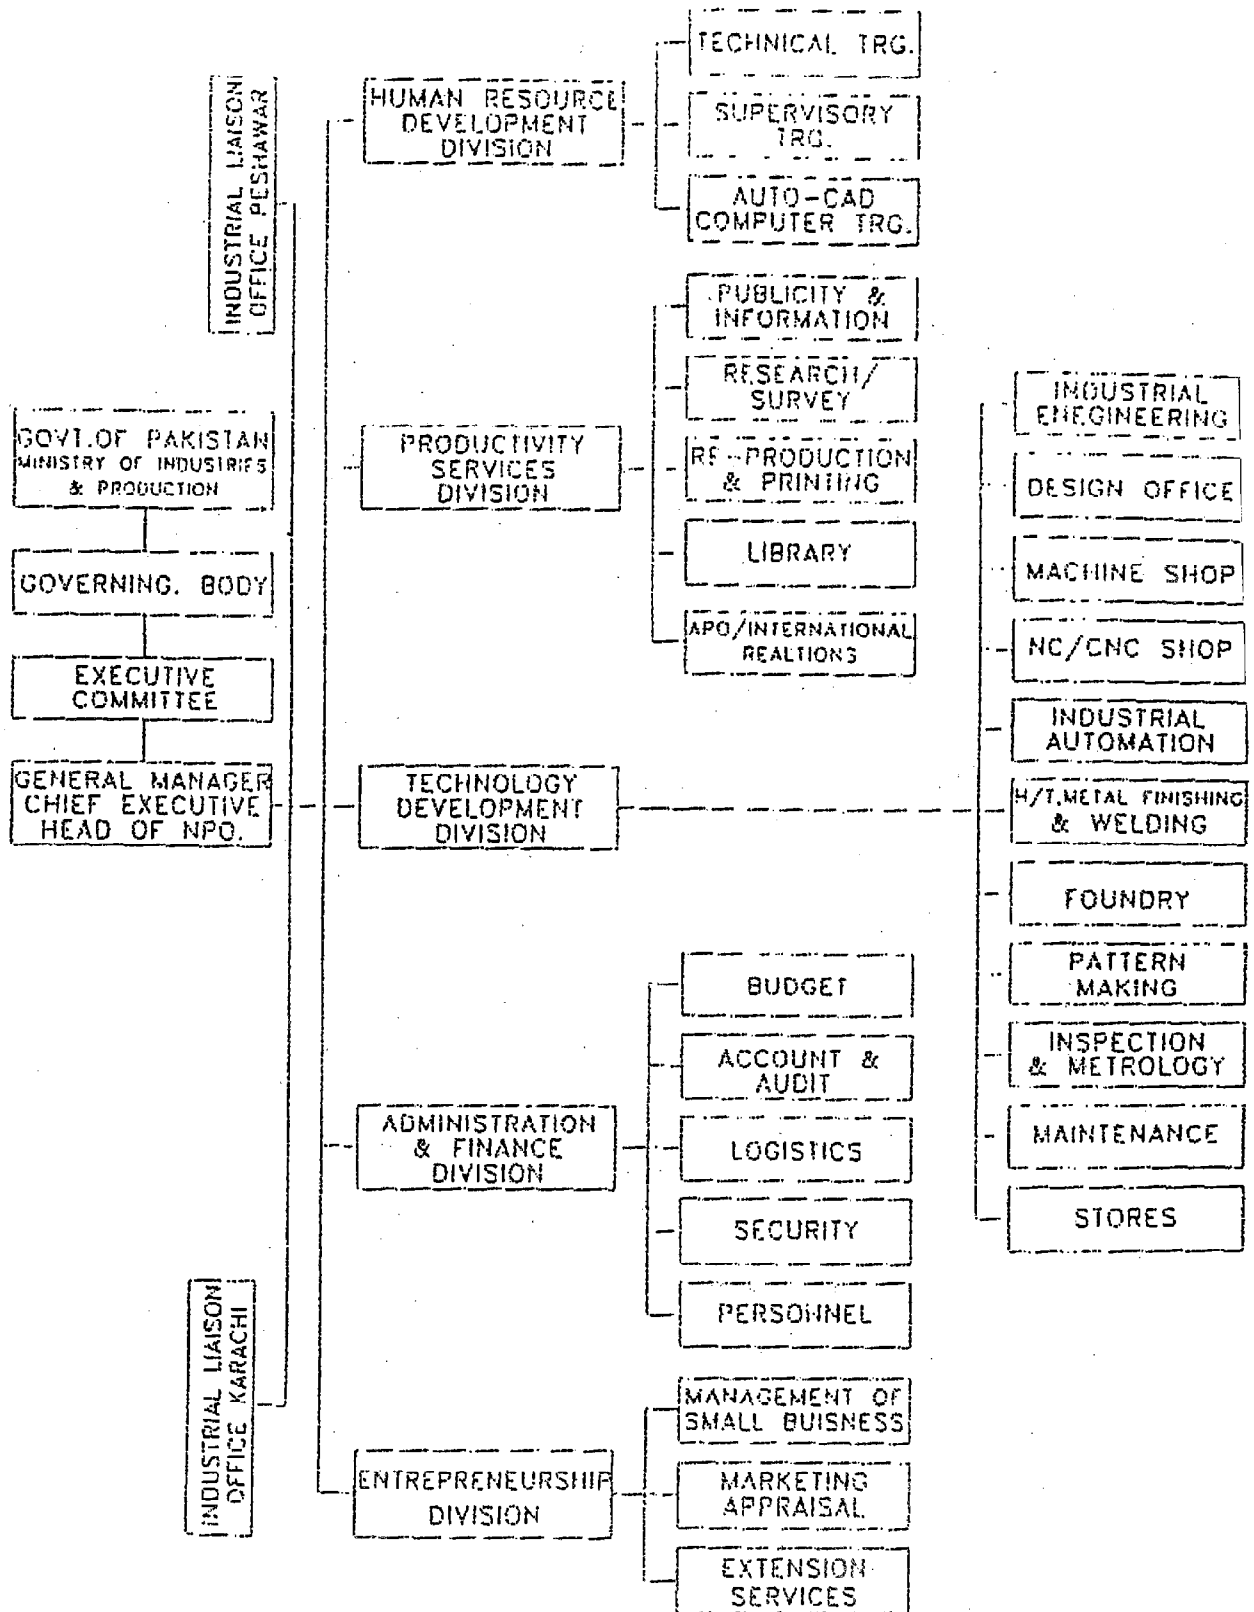 INDUSTRIAL LIAISON
OFFICE PESHAWAR
GOVT.OF PAKISTAN
MINISTRY OF INDUSTRIES
& PRODUCTION
GOVERNING. BODY
EXECUTIVE
COMMITTEE
GENERAL MANAGER
CHIEF EXECUTIVE
HEAD OF NPO.
INDUSTRIAL LIAISON
OFFICE KARACHI
HUMAN RESOURCE
DEVELOPMENT
DIVISION
TECHNICAL TRG.
SUPERVISORY
TRG.
AUTO-CAD
COMPUTER TRG.
PRODUCTIVITY
SERVICES
DIVISION
PUBLICITY &
INFORMATION
RESEARCH/
SURVEY
RE-PRODUCTION
& PRINTING
LIBRARY
APO/INTERNATIONAL
REALTIONS
TECHNOLOGY
DEVELOPMENT
DIVISION
INDUSTRIAL
ENEGINEERING
DESIGN OFFICE
MACHINE SHOP
NC/CNC SHOP
INDUSTRIAL
AUTOMATION
H/T.METAL FINISHING
& WELDING
FOUNDRY
PATTERN
MAKING
INSPECTION
& METROLOGY
MAINTENANCE
STORES
ADMINISTRATION
& FINANCE
DIVISION
BUDGET
ACCOUNT &
AUDIT
LOGISTICS
SECURITY
PERSONNEL
ENTREPRENEURSHIP
DIVISION
MANAGEMENT OF
SMALL BUISNESS
MARKETING
APPRAISAL
EXTENSION
SERVICES